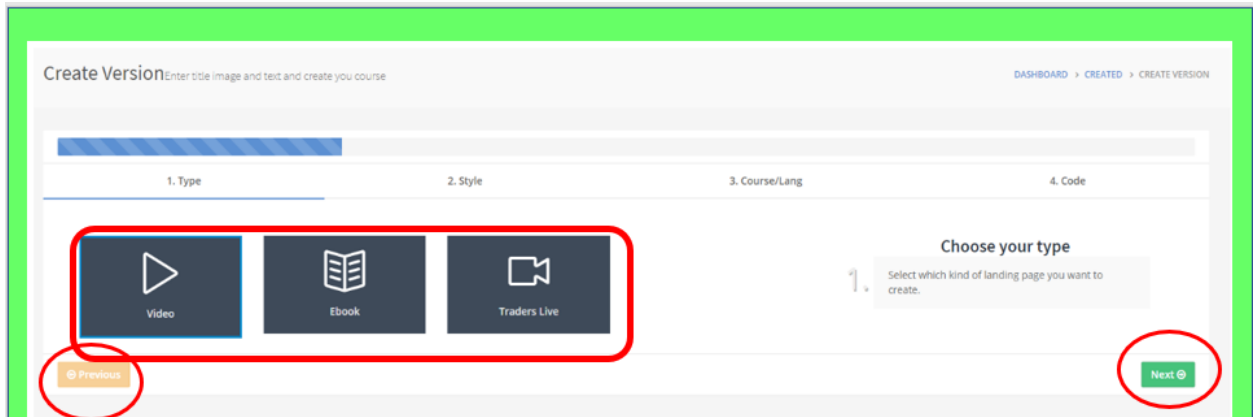 Create Version Enter title image and text and create you course
DASHBOARD > CREATED > CREATE VERSION
1. Type
2. Style
3. Course/Lang
4. Code
Video
Ebook
Traders Live
Choose your type
1.
Select which kind of landing page you want to
create.
Previous
Next